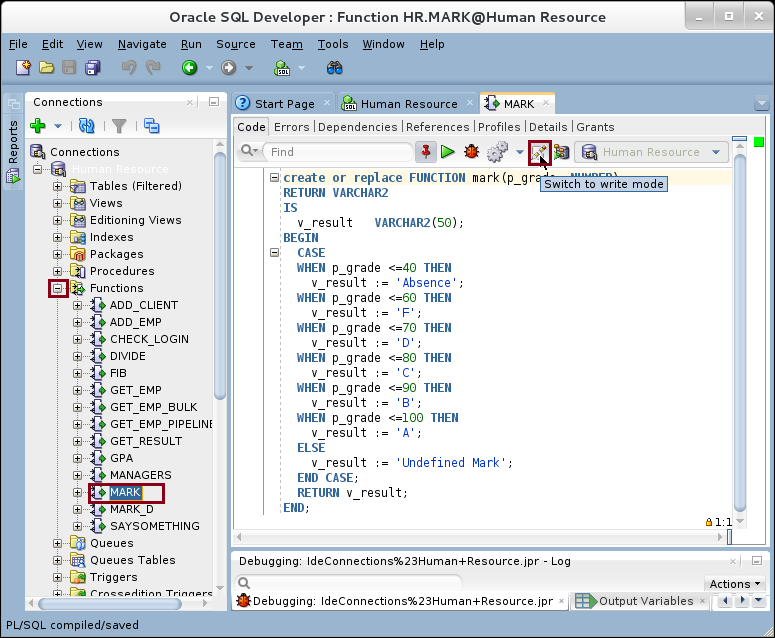 Oracle SQL Developer : Function HR.MARK@Human Resource
File Edit View Navigate Run Source Team Tools Window Help
Reports
Connections
Connections
Human Resource
Tables (Filtered)
Views
Editioning Views
Indexes
Packages
Procedures
Functions
ADD_CLIENT
ADD_EMP
CHECK_LOGIN
DIVIDE
FIB
GET_EMP
GET_EMP_BULK
GET_EMP_PIPELINE
GET_RESULT
GPA
MANAGERS
MARK
MARK_D
SAYSOMETHING
Queues
Queues Tables
Triggers
Crossedition Triggers
Start Page Human Resource MARK
Code Errors Dependencies References Profiles Details Grants
Find Human Resource
Switch to write mode
create or replace FUNCTION mark(p_grade NUMBER)
RETURN VARCHAR2
IS
v_result VARCHAR2(50);
BEGIN
CASE
WHEN p_grade <=40 THEN
v_result := 'Absence';
WHEN p_grade <=60 THEN
v_result := 'F';
WHEN p_grade <=70 THEN
v_result := 'D';
WHEN p_grade <=80 THEN
v_result := 'C';
WHEN p_grade <=90 THEN
v_result := 'B';
WHEN p_grade <=100 THEN
v_result := 'A';
ELSE
v_result := 'Undefined Mark';
END CASE;
RETURN v_result;
END;
1:1
Debugging: IdeConnections%23Human+Resource.jpr - Log
Actions
Debugging: IdeConnections%23Human+Resource.jpr Output Variables
PL/SQL compiled/saved